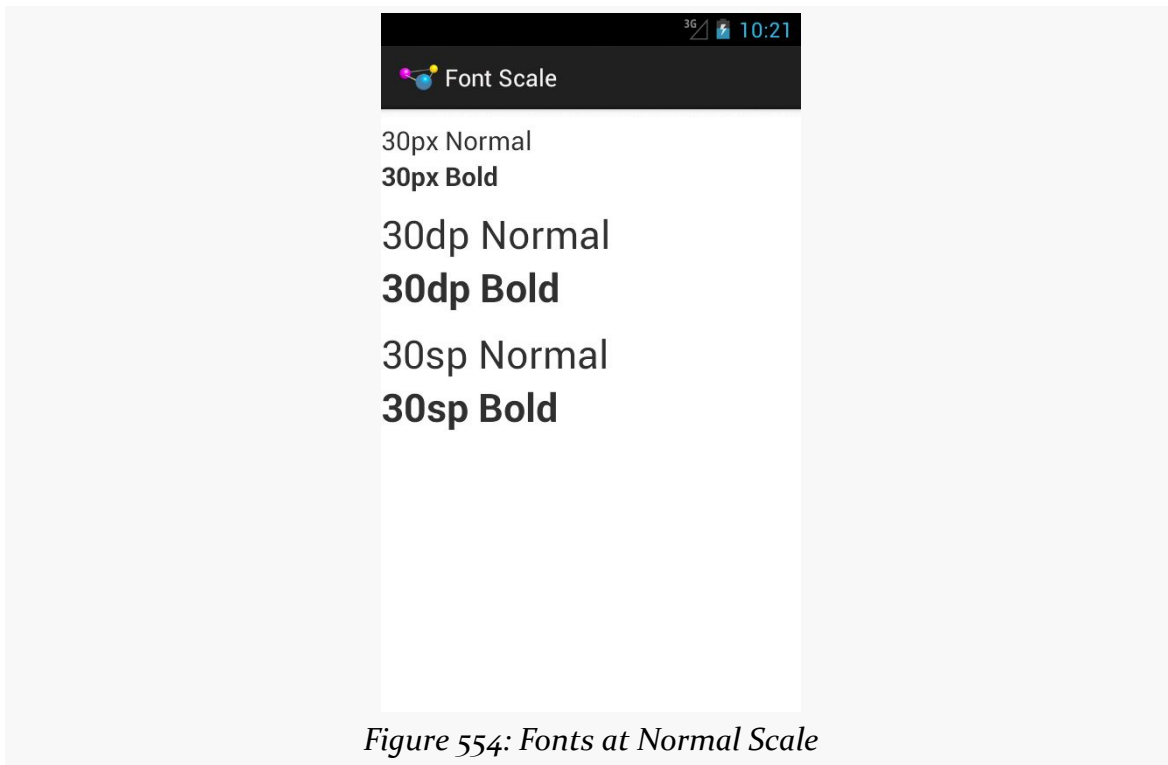 3G 10:21
Font Scale
30px Normal
30px Bold
30dp Normal
30dp Bold
30sp Normal
30sp Bold
Figure 554: Fonts at Normal Scale